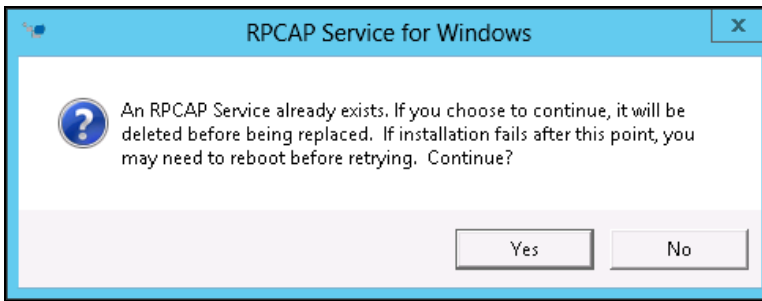 RPCAP Service for Windows
x
An RPCAP Service already exists. If you choose to continue, it will be
deleted before being replaced. If installation fails after this point, you
may need to reboot before retrying. Continue?
Yes No